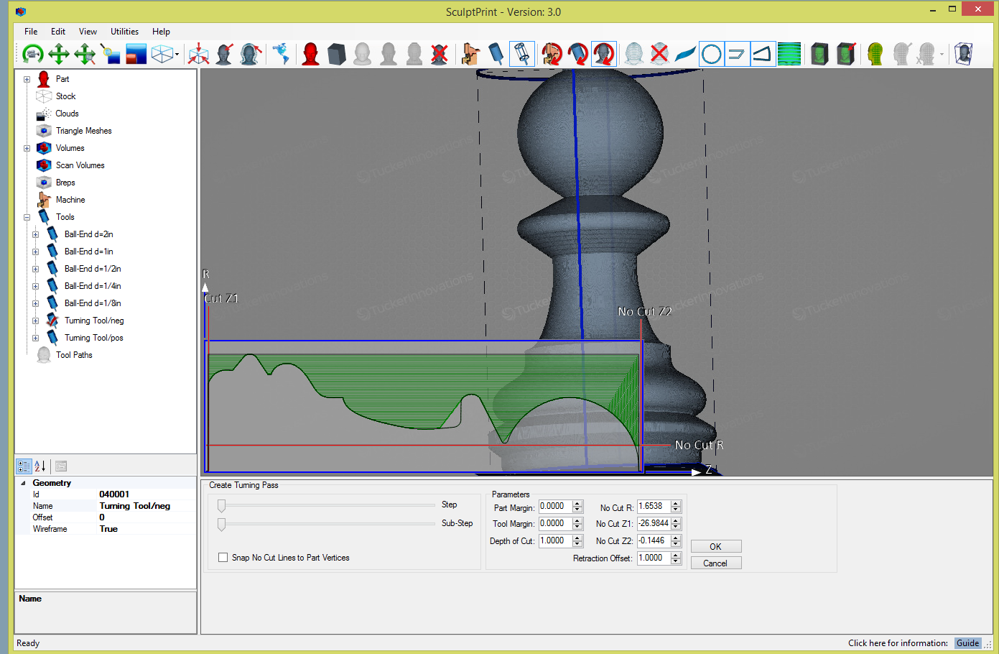 SculptPrint - Version: 3.0
File Edit View Utilities Help
Part
Stock
Clouds
Triangle Meshes
Volumes
Scan Volumes
Breps
Machine
Tools
Ball-End d=2in
Ball-End d=1in
Ball-End d=1/2in
Ball-End d=1/4in
Ball-End d=1/8in
Turning Tool/neg
Turning Tool/pos
Tool Paths
TuckerInnovations TuckerInnovations TuckerInnovations
TuckerInnovations TuckerInnovations TuckerInnovations
R
Cut Z1
No Cut Z2
No Cut R
Z
Geometry
Id 040001
Name Turning Tool/neg
Offset 0
Wireframe True
Name
Create Turning Pass
Step
Sub-Step
Snap No Cut Lines to Part Vertices
Parameters
Part Margin: 0.0000 No Cut R: 1.6538
Tool Margin: 0.0000 No Cut Z1: -26.9844
Depth of Cut: 1.0000 No Cut Z2: -0.1446
Retraction Offset: 1.0000
OK
Cancel
Ready
Click here for information: Guide